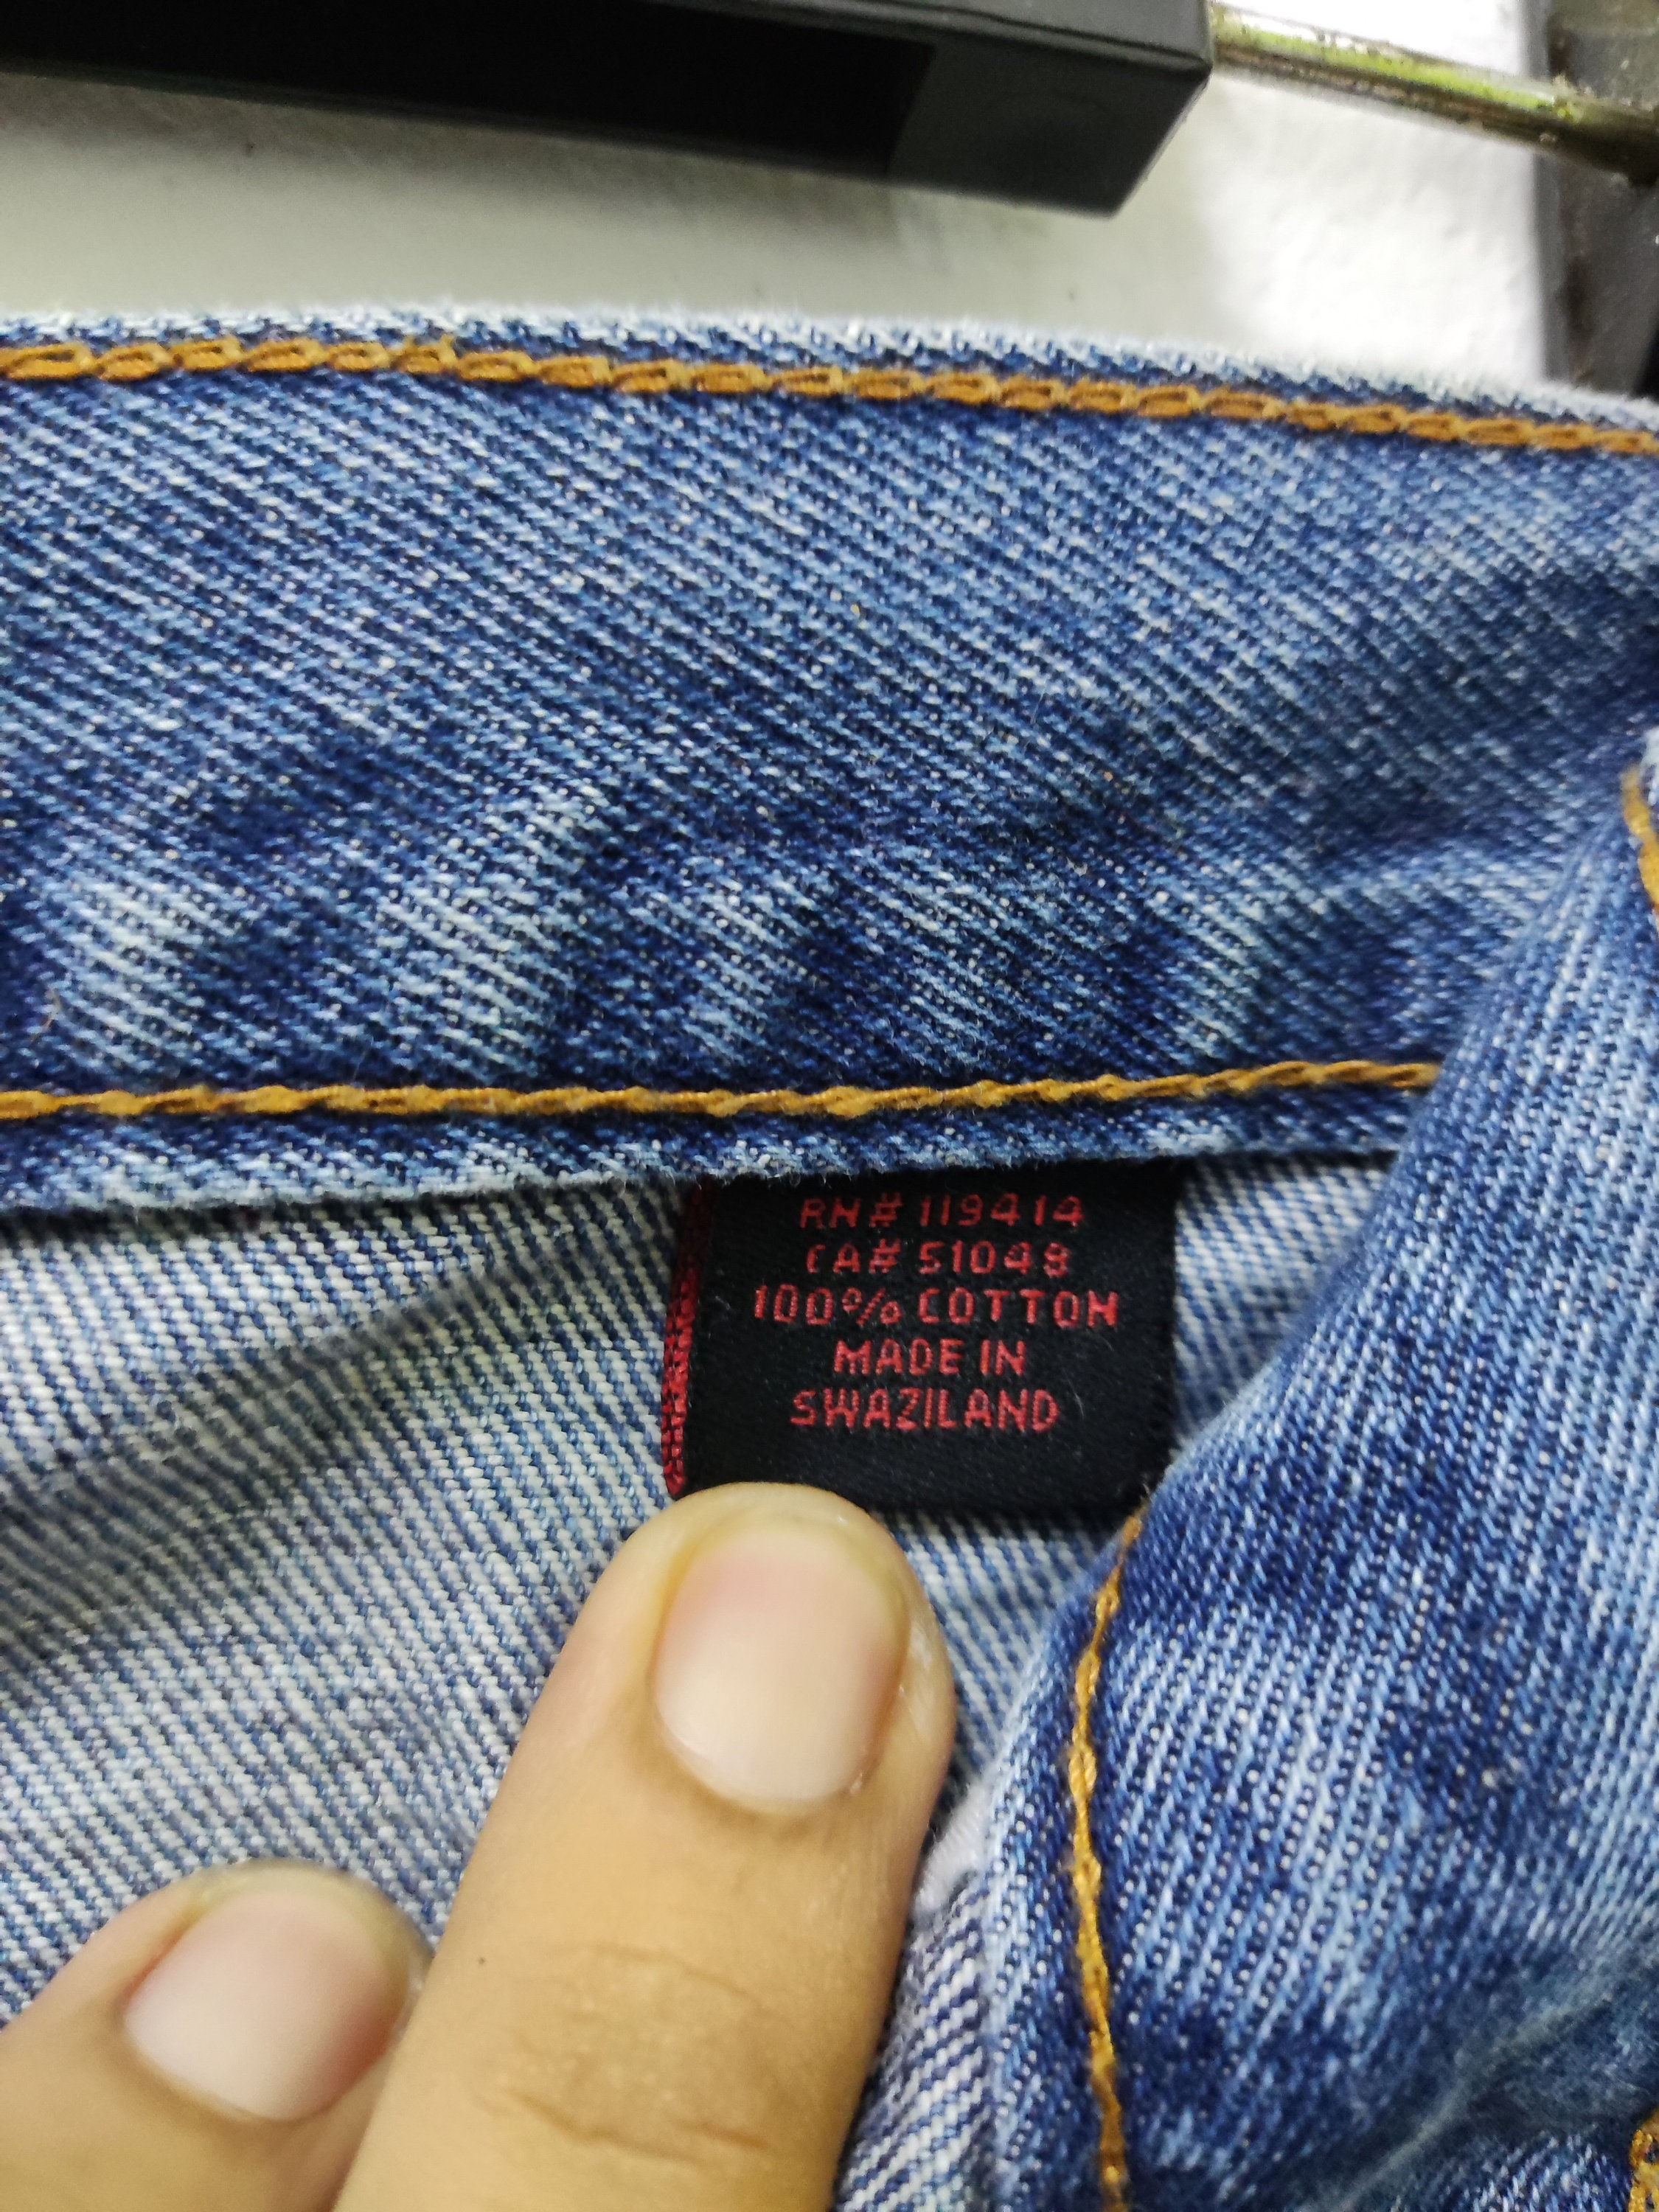 RN# 119414
CA# 51048
100% COTTON
MADE IN
SWAZILAND